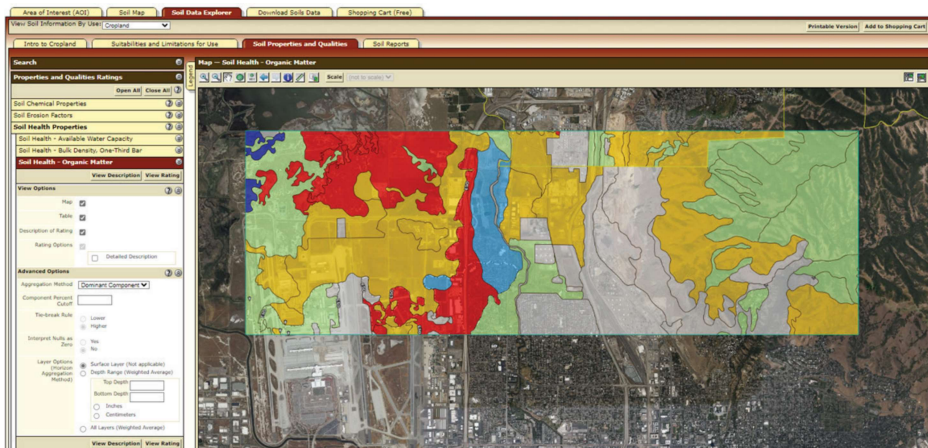 Area of Interest (AOI) Soil Map Soil Data Explorer Download Soils Data Shopping Cart (Free)
View Soil Information By Use: Cropland Printable Version Add to Shopping Cart
Intro to Cropland Suitabilities and Limitations for Use Soil Properties and Qualities Soil Reports
Search
Map — Soil Health - Organic Matter
Legend
Scale (not to scale)
Properties and Qualities Ratings
Open All Close All
Soil Chemical Properties
Soil Erosion Factors
Soil Health Properties
Soil Health - Available Water Capacity
Soil Health - Bulk Density, One-Third Bar
Soil Health - Organic Matter
View Description View Rating
View Options
Map
Table
Description of Rating
Rating Options
Detailed Description
Advanced Options
Aggregation Method Dominant Component
Component Percent
Cutoff
Tie-break Rule
Lower
Higher
Interpret Nulls as
Zero
Yes
No
Layer Options
(Horizon
Aggregation
Method)
Surface Layer (Not applicable)
Depth Range (Weighted Average)
Top Depth
Bottom Depth
Inches
Centimeters
All Layers (Weighted Average)
View Description View Rating